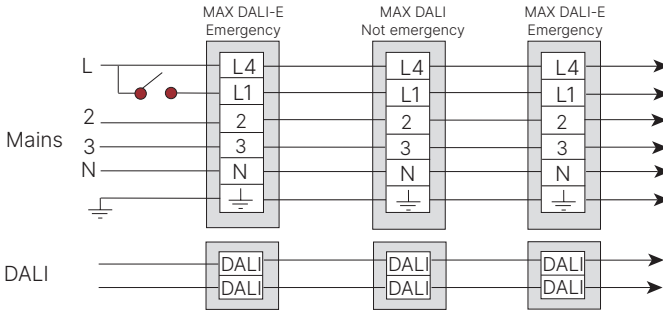 MAX DALI-E
Emergency
MAX DALI
Not emergency
MAX DALI-E
Emergency
Mains
L
2
3
N
L4
L1
2
3
N
L4
L1
2
3
N
L4
L1
2
3
N
DALI
DALI
DALI
DALI
DALI
DALI
DALI